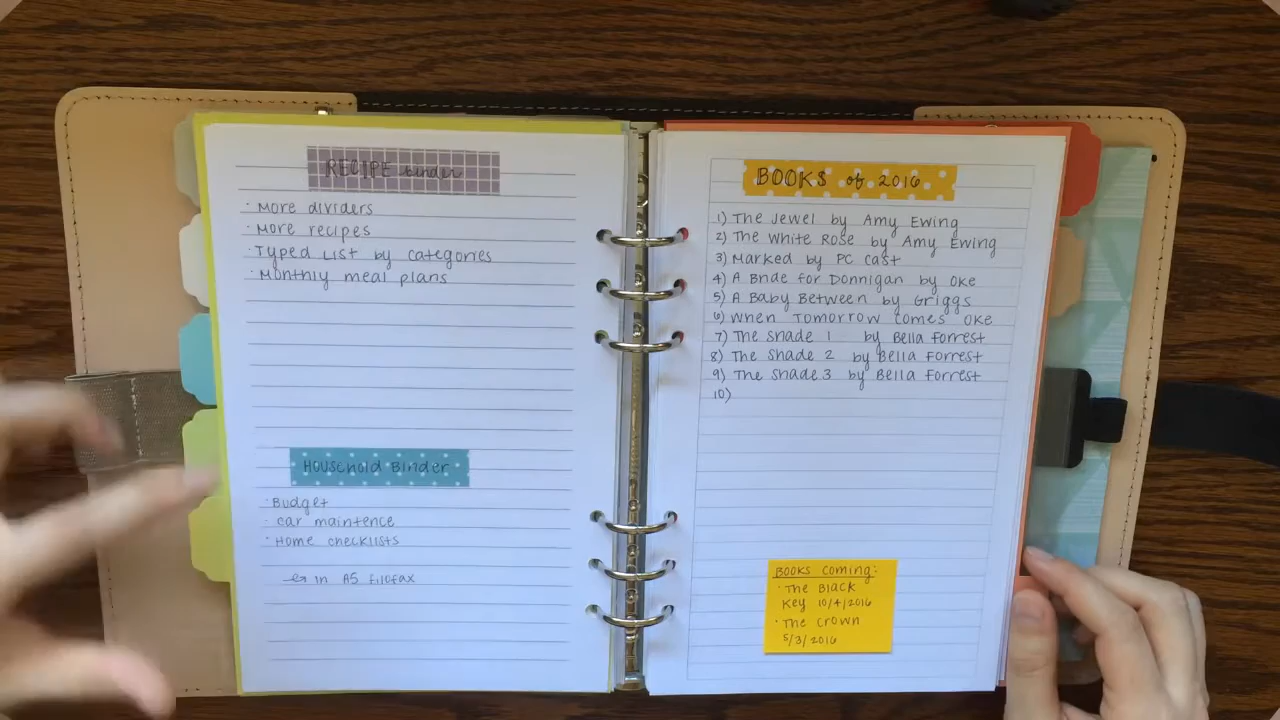 RECIPE binder
· More dividers
· More recipes
· Typed List by categories
· Monthly meal plans
Household Binder
· Budget
· car maintence
· Home checklists
↪ in A5 filofax
BOOKS of 2016
1) The Jewel by Amy Ewing
2) The White Rose by Amy Ewing
3) Marked by PC Cast
4) A Bride for Donnigan by Oke
5) A Baby Between by Griggs
6) When Tomorrow Comes Oke
7) The Shade 1 by Bella Forrest
8) The Shade 2 by Bella Forrest
9) The Shade 3 by Bella Forrest
10)
Books Coming:
· The Black
Key 10/4/2016
· The Crown
5/3/2016